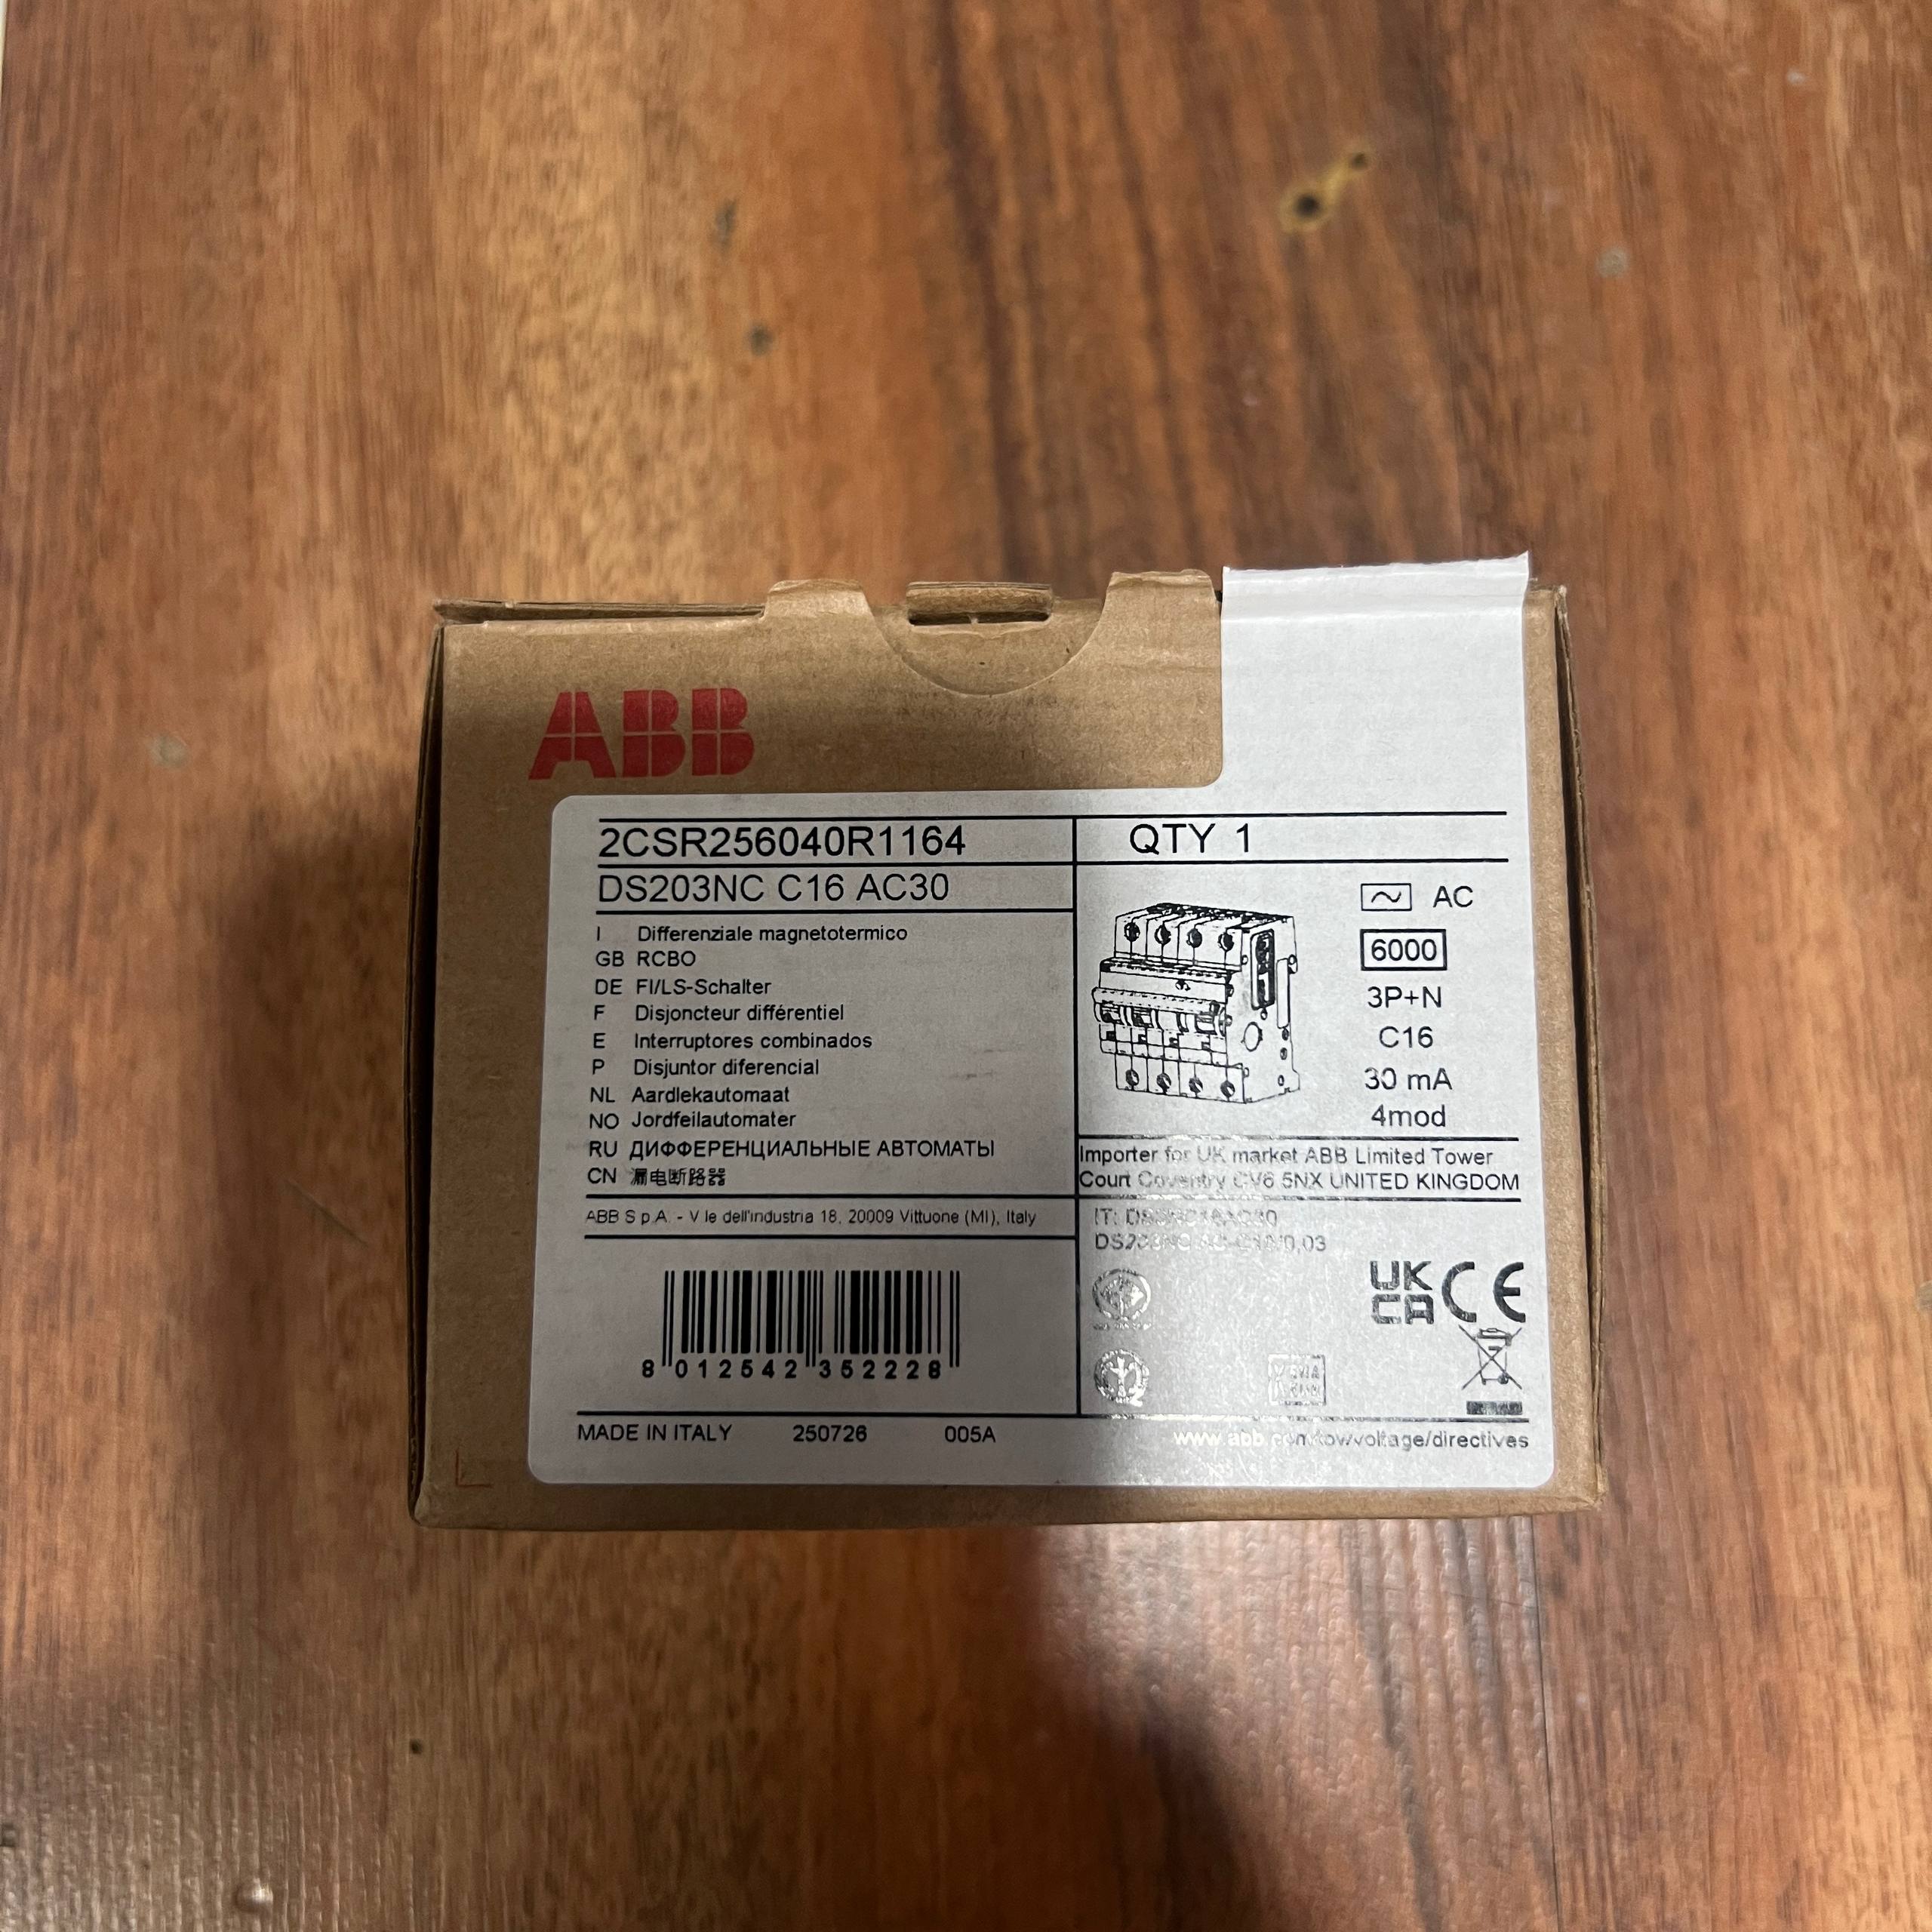 ABB
2CSR256040R1164
QTY 1
DS203NC C16 AC30
I Differenziale magnetotermico
GB RCBO
DE FI/LS-Schalter
F Disjoncteur différentiel
E Interruptores combinados
P Disjuntor diferencial
NL Aardlekautomaat
NO Jordfeilautomater
RU ДИФФЕРЕНЦИАЛЬНЫЕ АВТОМАТЫ
CN 漏电断路器
AC
6000
3P+N
C16
30 mA
4mod
Importer for UK market ABB Limited Tower
Court Coventry CV6 5NX UNITED KINGDOM
ABB S.p.A. - V.le dell'industria 18, 20009 Vittuone (MI), Italy
IT:
8 012542 352228
UK
CA
CE
MADE IN ITALY 250726 005A
www.abb.com/lowvoltage/directives